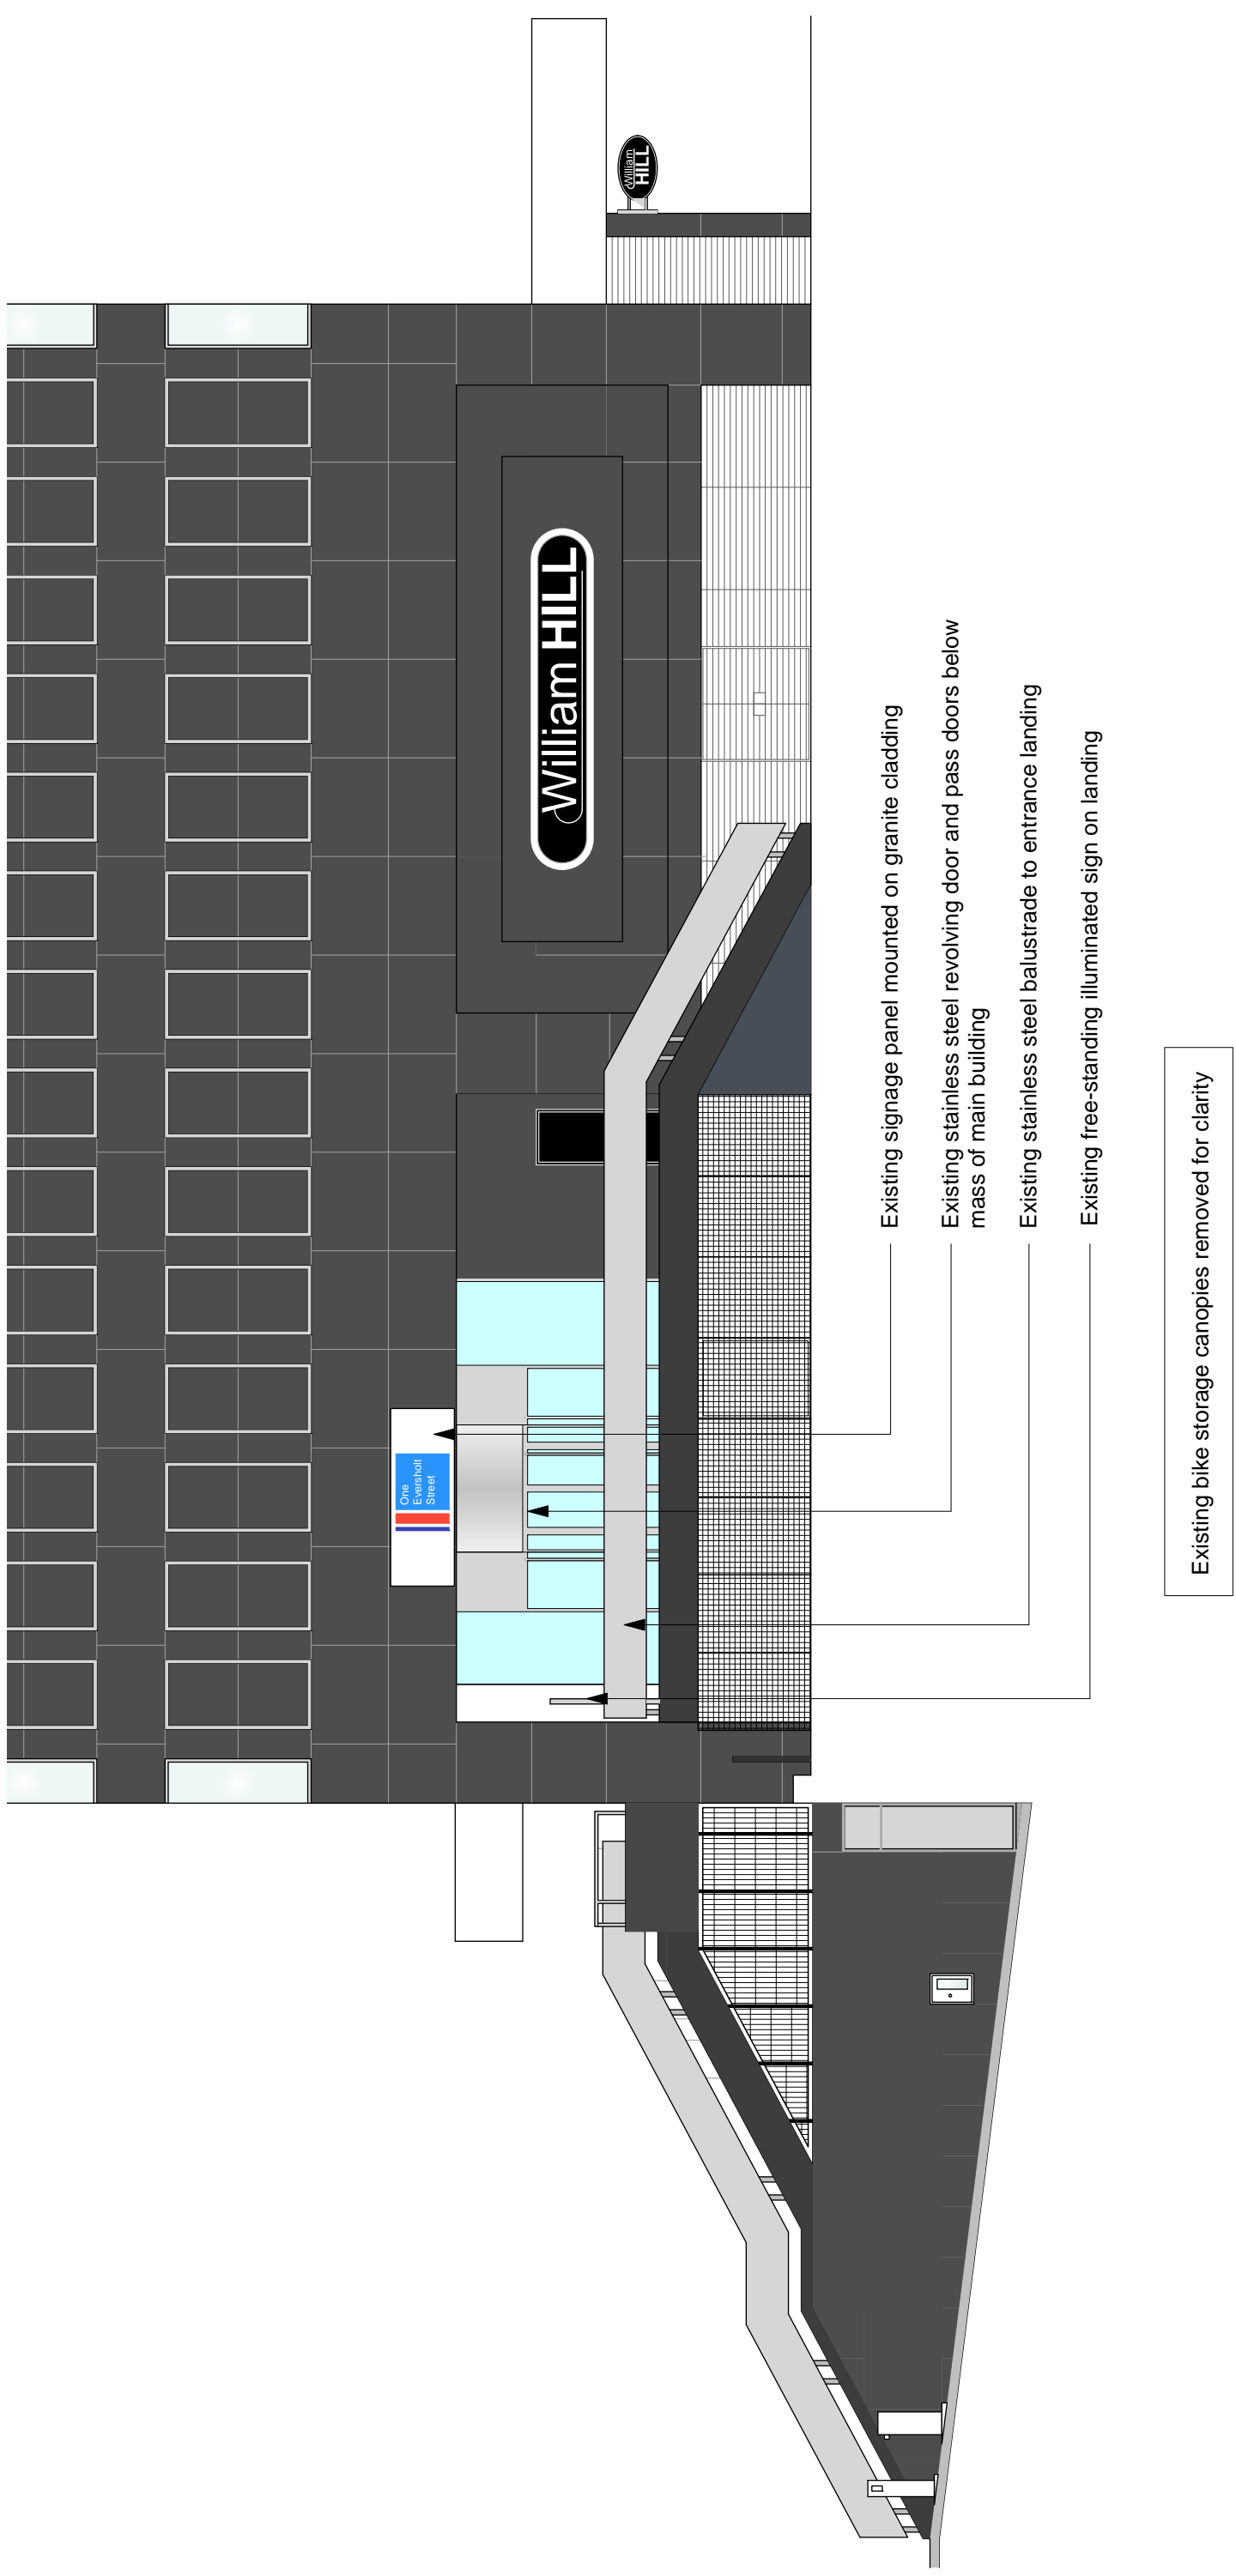 One
Eversholt
Street
William HILL
William
HILL
Existing signage panel mounted on granite cladding
Existing stainless steel revolving door and pass doors below
mass of main building
Existing stainless steel balustrade to entrance landing
Existing free-standing illuminated sign on landing
Existing bike storage canopies removed for clarity